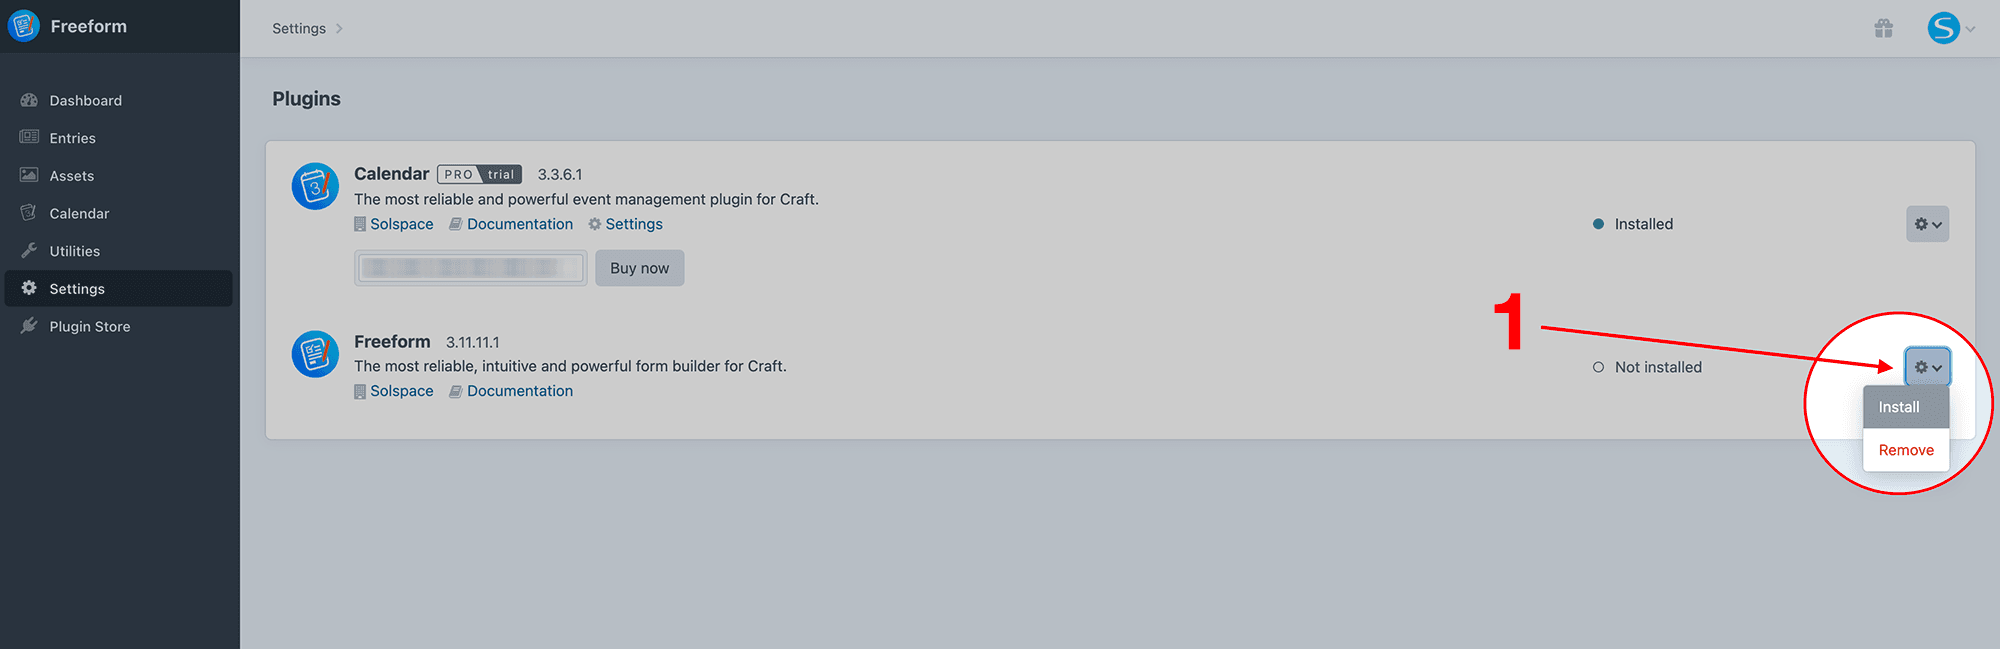 Freeform
Settings
Dashboard
Entries
Assets
Calendar
Utilities
Settings
Plugin Store
Plugins
Calendar PRO trial 3.3.6.1
The most reliable and powerful event management plugin for Craft.
Solspace Documentation Settings
Installed
Buy now
1
Freeform 3.11.11.1
The most reliable, intuitive and powerful form builder for Craft.
Solspace Documentation
Not installed
Install
Remove
S
3